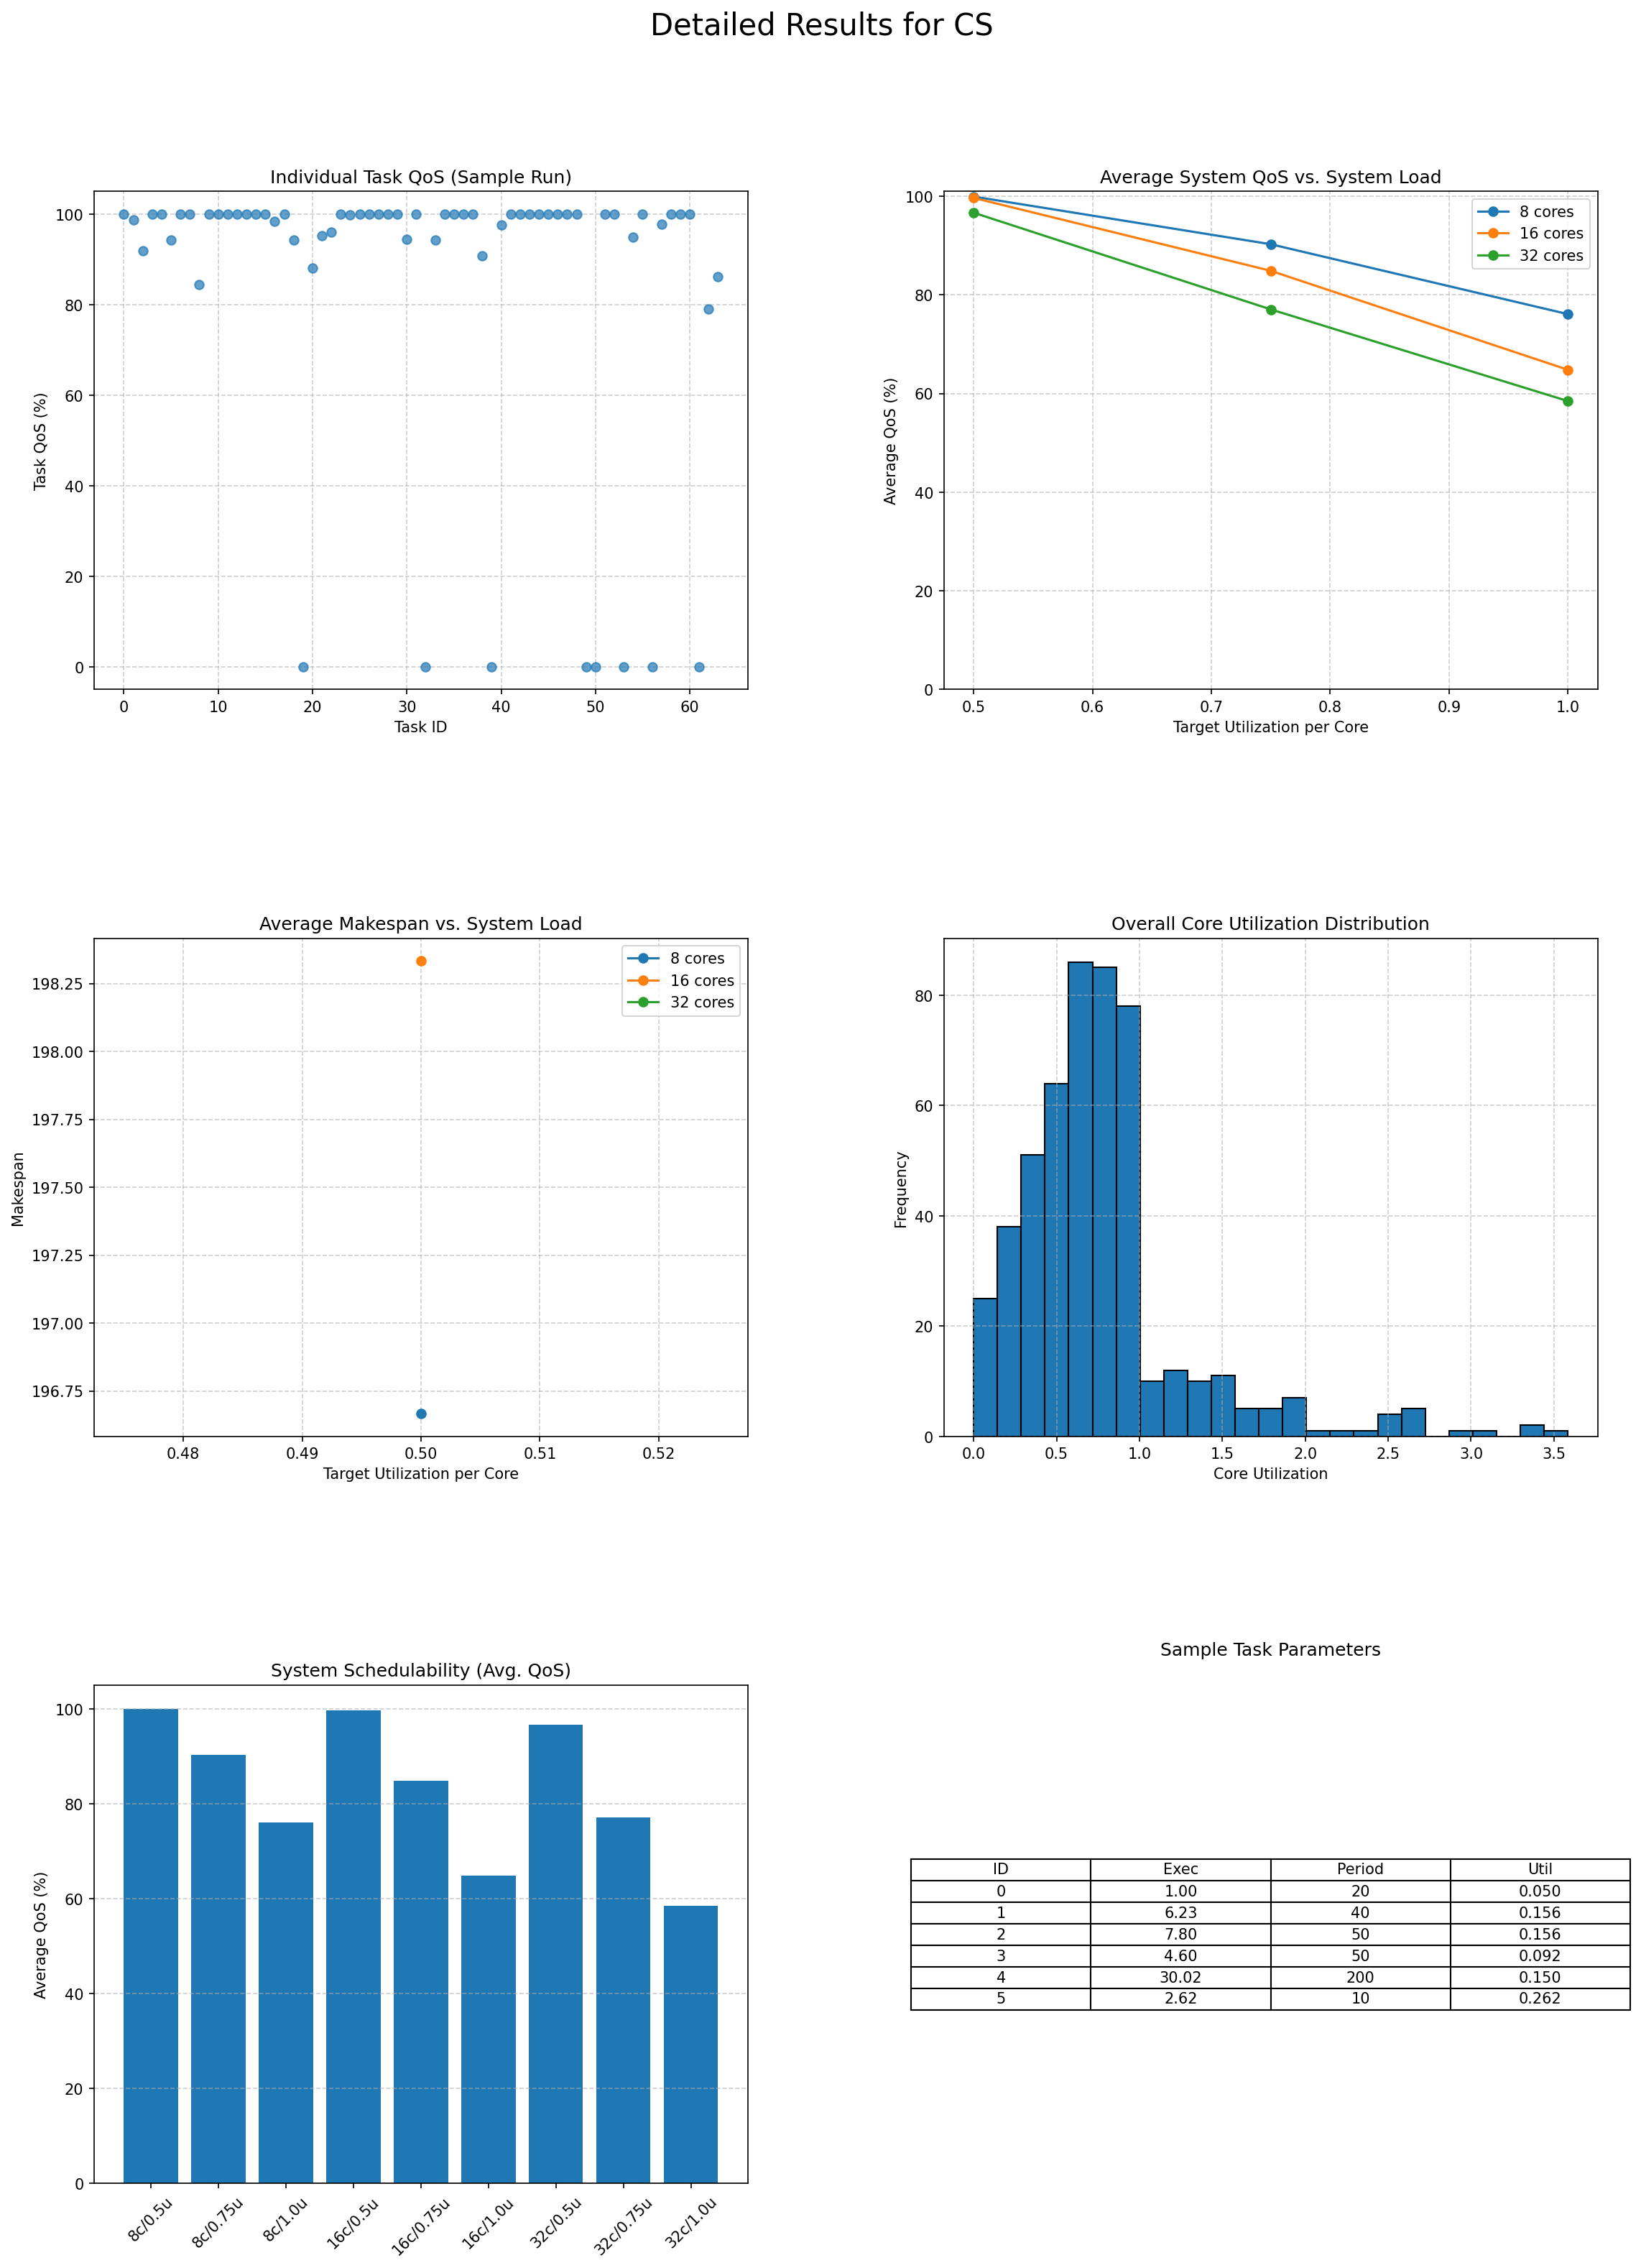 Detailed Results for CS
Individual Task QoS (Sample Run)
100
80
60
40
20
0
Task QoS (%)
0 10 20 30 40 50 60
Task ID
Average System QoS vs. System Load
100
80
60
40
20
0
Average QoS (%)
8 cores
16 cores
32 cores
0.5 0.6 0.7 0.8 0.9 1.0
Target Utilization per Core
Average Makespan vs. System Load
198.25
198.00
197.75
197.50
197.25
197.00
196.75
Makespan
8 cores
16 cores
32 cores
0.48 0.49 0.50 0.51 0.52
Target Utilization per Core
Overall Core Utilization Distribution
80
60
40
20
0
Frequency
0.0 0.5 1.0 1.5 2.0 2.5 3.0 3.5
Core Utilization
System Schedulability (Avg. QoS)
100
80
60
40
20
0
Average QoS (%)
8c/0.5u 8c/0.75u 8c/1.0u 16c/0.5u 16c/0.75u 16c/1.0u 32c/0.5u 32c/0.75u 32c/1.0u
Sample Task Parameters
ID Exec Period Util
0 1.00 20 0.050
1 6.23 40 0.156
2 7.80 50 0.156
3 4.60 50 0.092
4 30.02 200 0.150
5 2.62 10 0.262